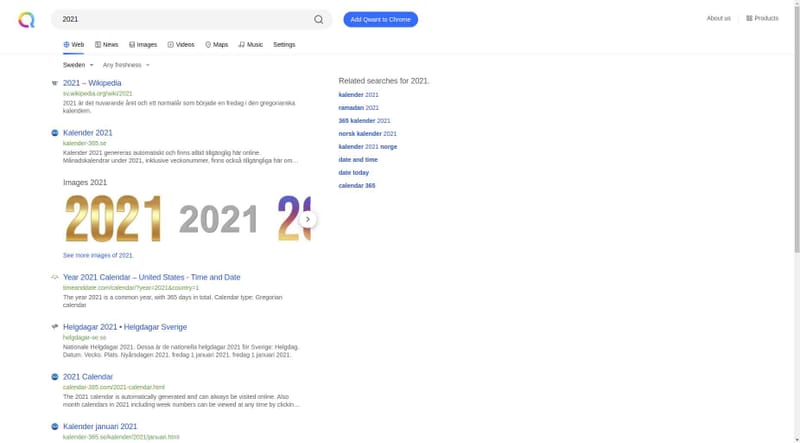 2021
Add Qwant to Chrome
About us
Products
Web
News
Images
Videos
Maps
Music
Settings
Sweden
Any freshness
2021 – Wikipedia
sv.wikipedia.org/wiki/2021
2021 är det nuvarande året och ett normalår som började en fredag i den gregorianska
kalendern.
Kalender 2021
kalender-365.se
Kalender 2021 genereras automatiskt och finns alltid tillgänglig här online.
Månadskalendrar under 2021, inklusive veckonummer, finns också tillgängliga här om...
Images 2021
2021
2021
See more images of 2021.
Year 2021 Calendar – United States - Time and Date
timeanddate.com/calendar/?year=2021&country=1
The year 2021 is a common year, with 365 days in total. Calendar type: Gregorian
calendar
Helgdagar 2021 • Helgdagar Sverige
helgdagar-se.se
Nationale Helgdagar 2021. Dessa är de nationella helgdagar 2021 för Sverige: Helgdag.
Datum. Vecko. Plats. Nyårsdagen 2021. fredag 1 januari 2021. fredag 1 januari 2021.
2021 Calendar
calendar-365.com/2021-calendar.html
The 2021 calendar is automatically generated and can always be visited online. Also
month calendars in 2021 including week numbers can be viewed at any time by clickin...
Kalender januari 2021
kalender-365.se/kalender/2021/januari.html
Related searches for 2021.
kalender 2021
ramadan 2021
365 kalender 2021
norsk kalender 2021
kalender 2021 norge
date and time
date today
calendar 365